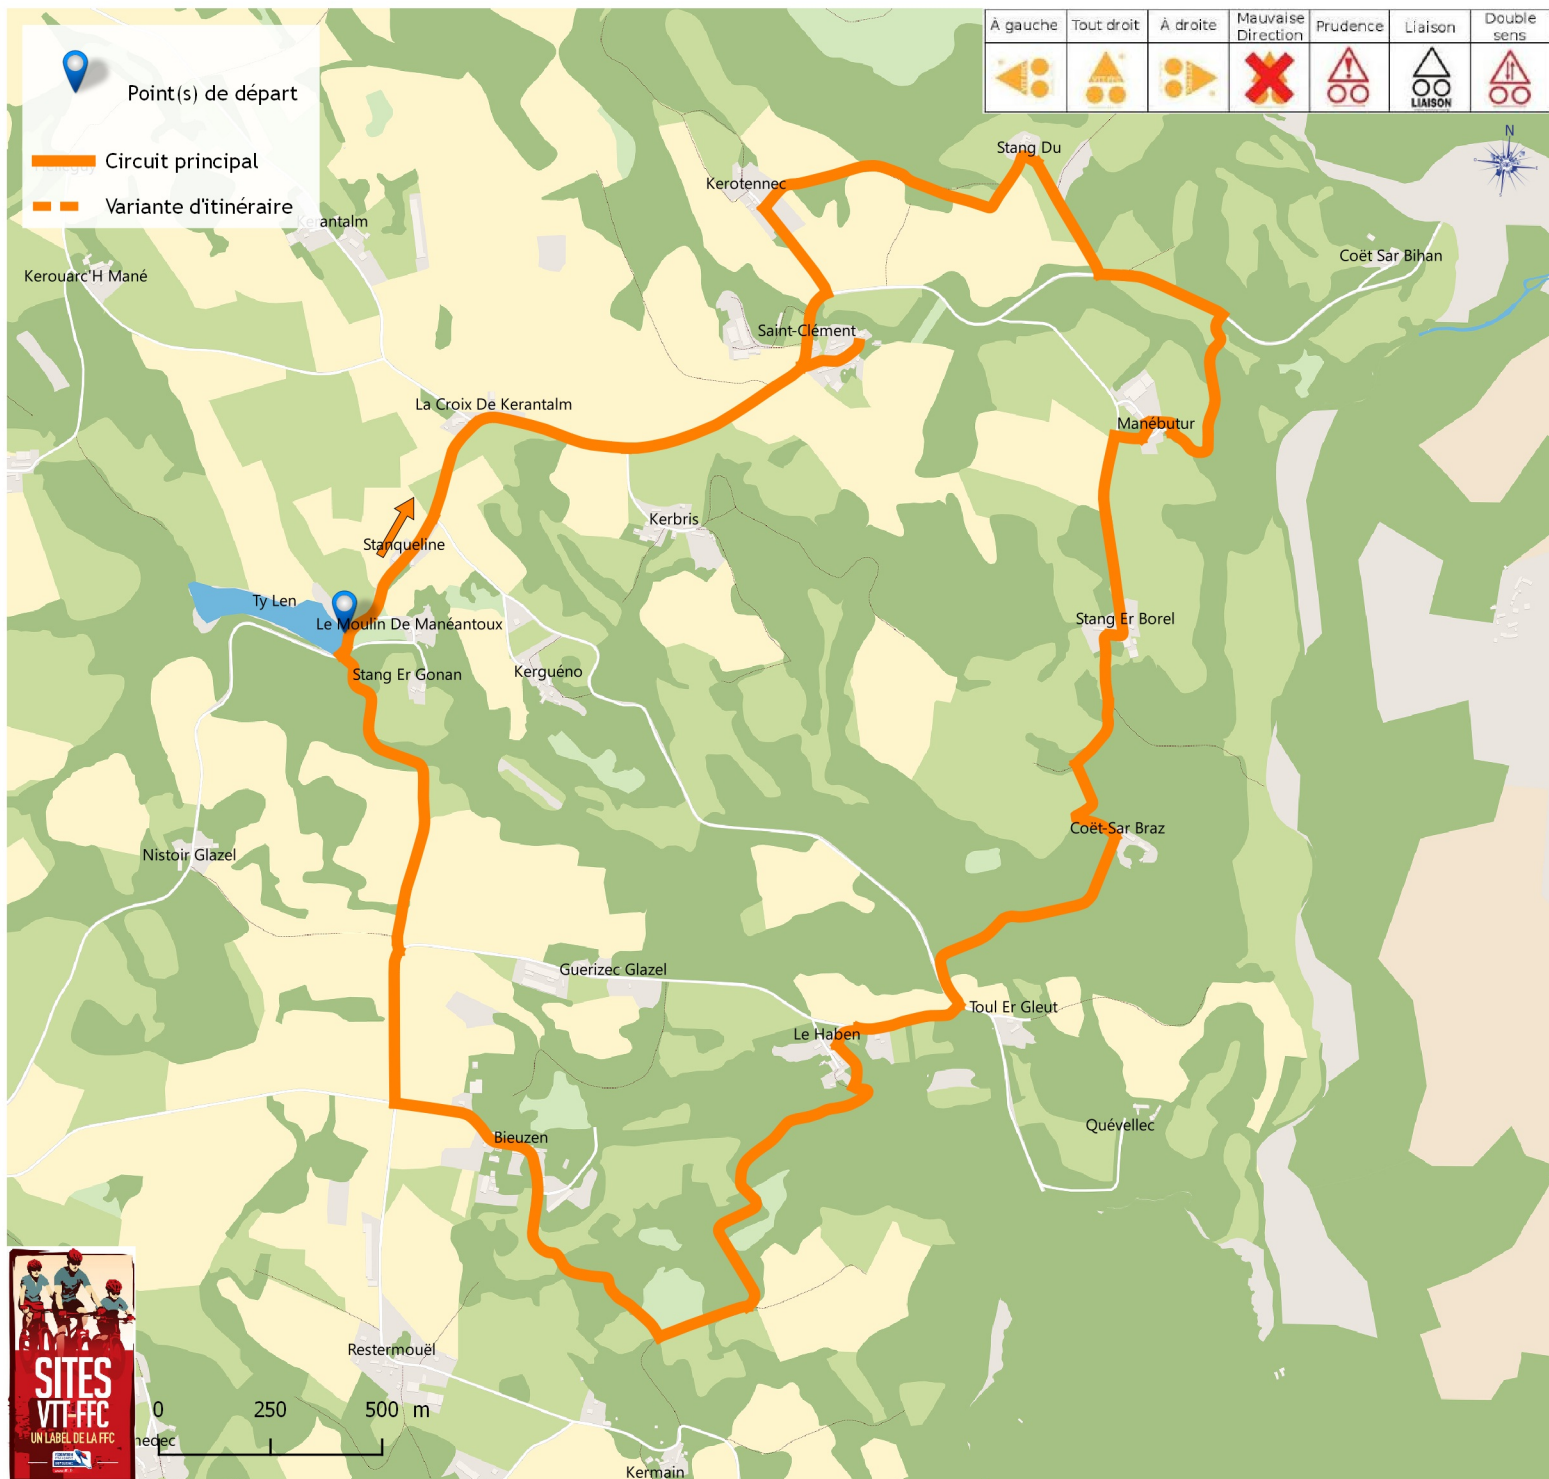 À gauche
Tout droit
À droite
Mauvaise
Direction
Prudence
Liaison
Double
sens
LIAISON
Point(s) de départ
Circuit principal
Variante d'itinéraire
N
Stang Du
Kerotennec
Kerantalm
Coët Sar Bihan
Kerouarc'H Mané
Saint-Clément
La Croix De Kerantalm
Manébutur
Kerbris
Stanqueline
Ty Len
Le Moulin De Manéantoux
Stang Er Borel
Stang Er Gonan
Kerguéno
Coët-Sar Braz
Nistoir Glazel
Guerizec Glazel
Toul Er Gleut
Le Haben
Quévellec
Bieuzen
Restermouël
SITES
VTT-FFC
UN LABEL DE LA FFC
0 250 500 m
Kermain